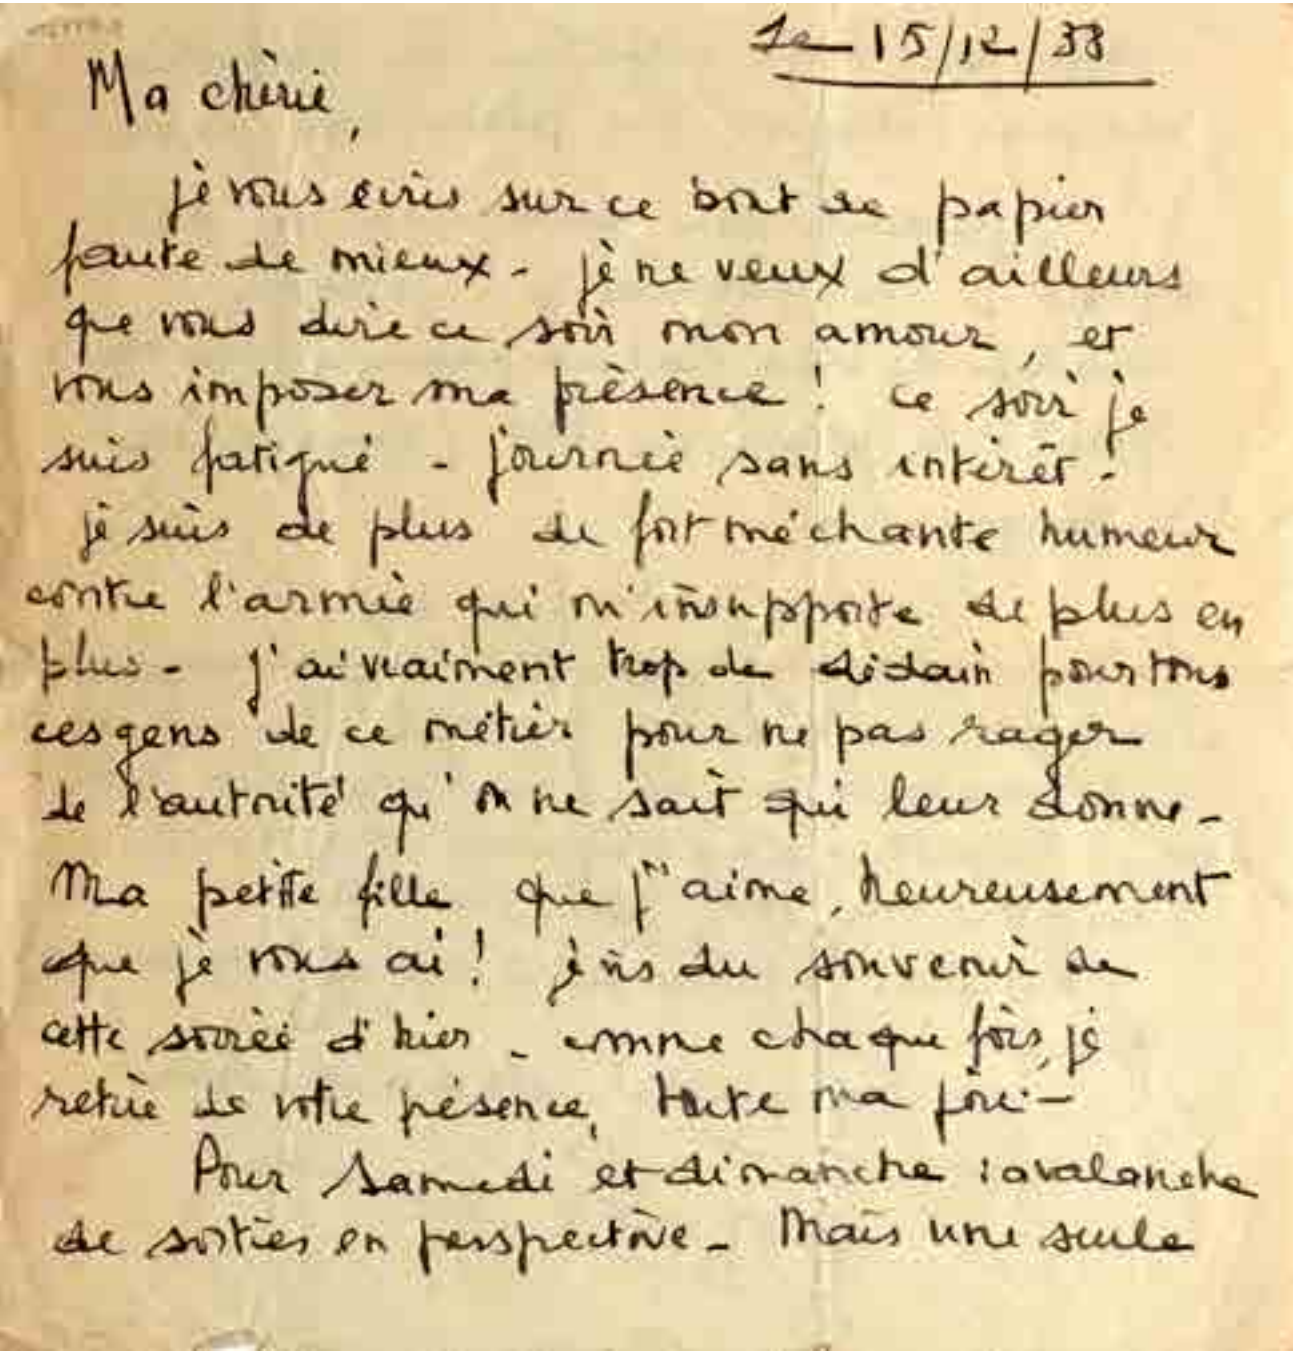 le 15/12/38
Ma chérie,
je vous écris sur ce bout de papier
faute de mieux - je ne veux d'ailleurs
que vous dire ce soir mon amour, et
vous imposer ma présence ! ce soir je
suis fatigué - journée sans intérêt.
je suis de plus de fort méchante humeur
contre l'armée qui m'insupporte de plus en
plus - j'ai vraiment trop de dédain pour tous
ces gens de ce métier pour ne pas rager
de l'autorité qu'on ne sait qui leur donne -
Ma petite fille que j'aime, heureusement
que je vous ai ! je vis du souvenir de
cette soirée d'hier - comme chaque fois, je
retire de votre présence, toute ma
Pour samedi et dimanche : avalanche
de sorties en perspective - Mais une seule